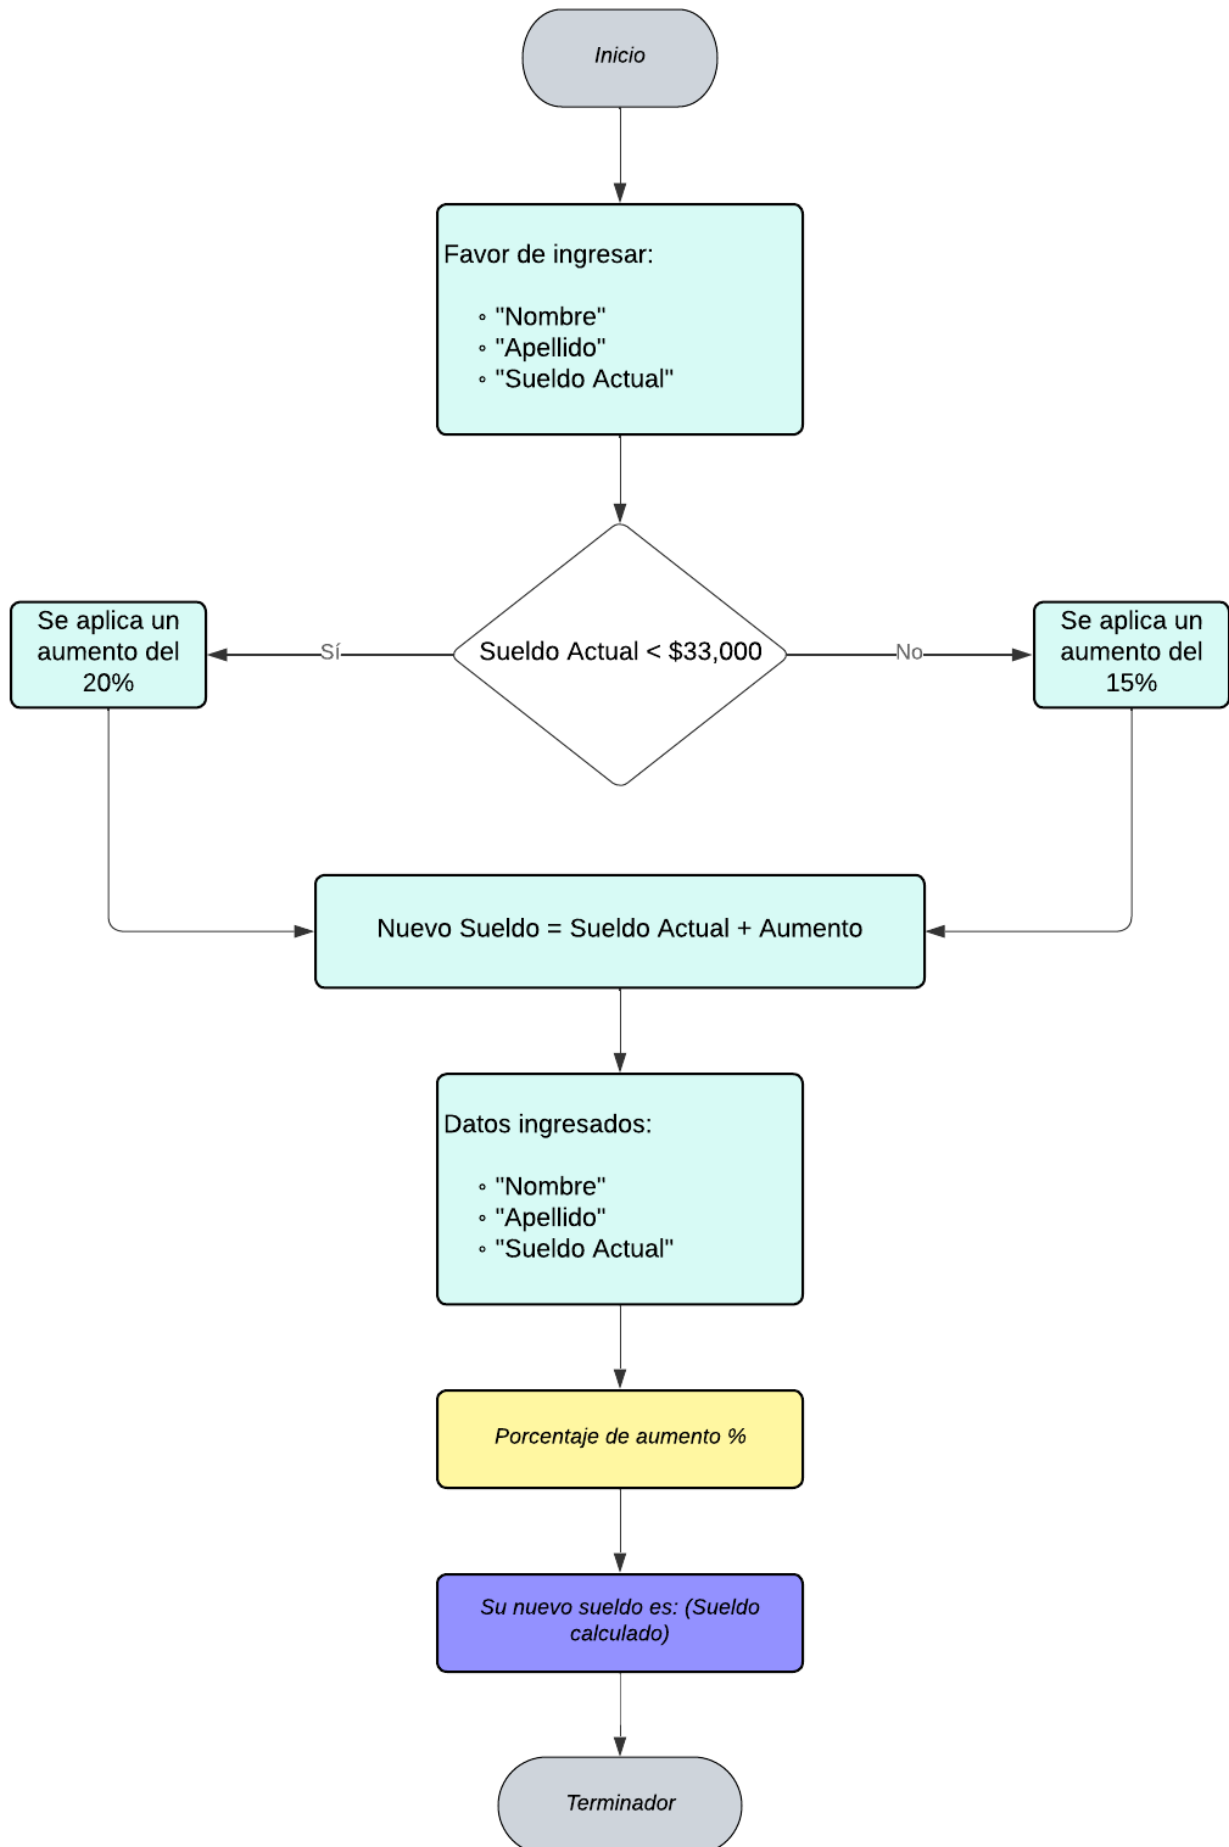 Inicio
Favor de ingresar:
"Nombre"
"Apellido"
"Sueldo Actual"
Se aplica un
aumento del
20%
Sí
Sueldo Actual < $33,000
No
Se aplica un
aumento del
15%
Nuevo Sueldo = Sueldo Actual + Aumento
Datos ingresados:
"Nombre"
"Apellido"
"Sueldo Actual"
Porcentaje de aumento %
Su nuevo sueldo es: (Sueldo
calculado)
Terminador